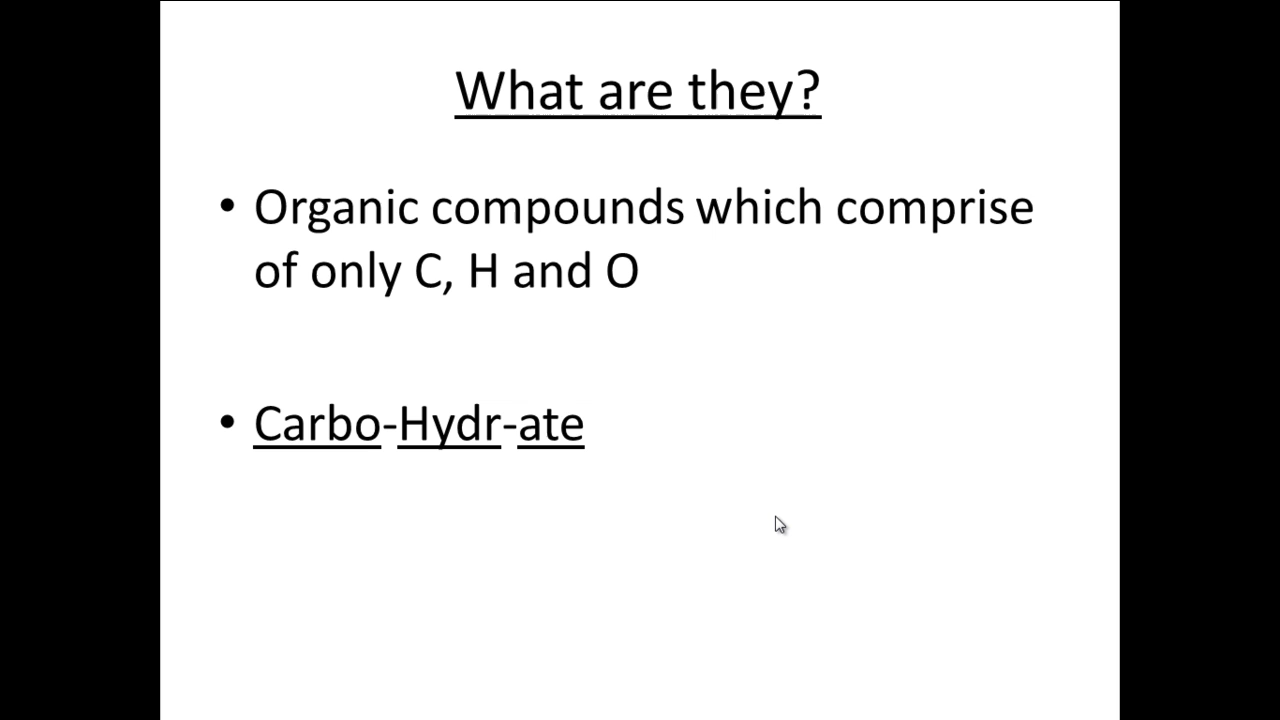 What are they?
• Organic compounds which comprise
of only C, H and O
• Carbo-Hydr-ate